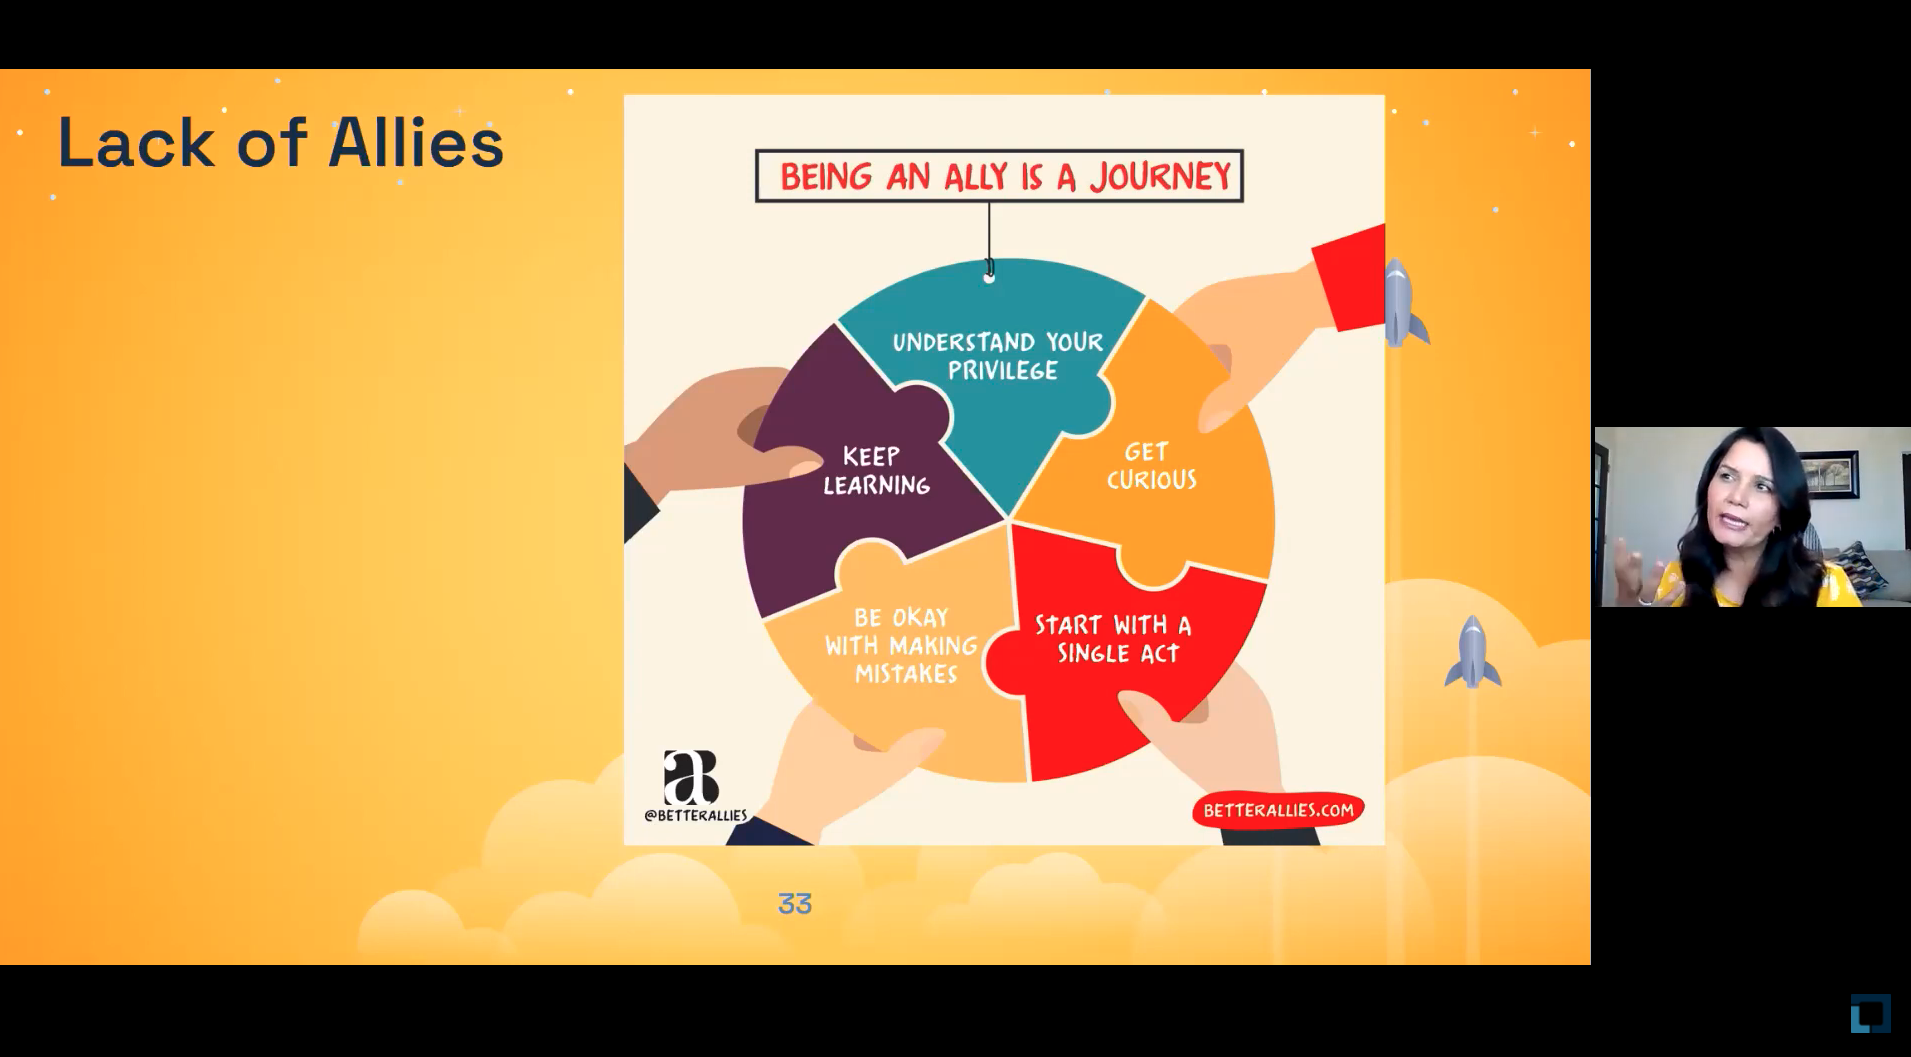 Lack of Allies
BEING AN ALLY IS A JOURNEY
UNDERSTAND YOUR
PRIVILEGE
GET
CURIOUS
KEEP
LEARNING
START WITH A
SINGLE ACT
BE OKAY
WITH MAKING
MISTAKES
@BETTERALLIES
BETTERALLIES.COM
33